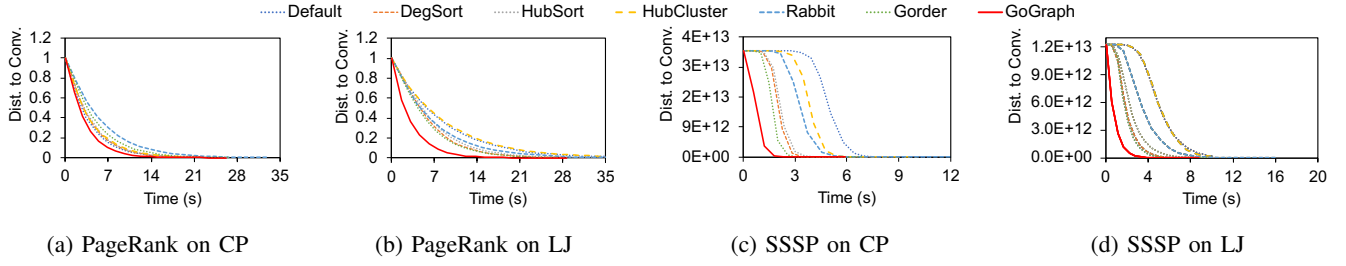 Default DegSort HubSort HubCluster Rabbit Gorder GoGraph
Dist. to Conv.
1.2
1
0.8
0.6
0.4
0.2
0
0 7 14 21 28 35
Time (s)
(a) PageRank on CP
Dist. to Conv.
1.2
1
0.8
0.6
0.4
0.2
0
0 7 14 21 28 35
Time (s)
(b) PageRank on LJ
Dist. to Conv.
4E+13
3E+13
2E+13
9E+12
0E+00
0 3 6 9 12
Time (s)
(c) SSSP on CP
Dist. to Conv.
1.2E+13
9.0E+12
6.0E+12
3.0E+12
0.0E+00
0 4 8 12 16 20
Time (s)
(d) SSSP on LJ